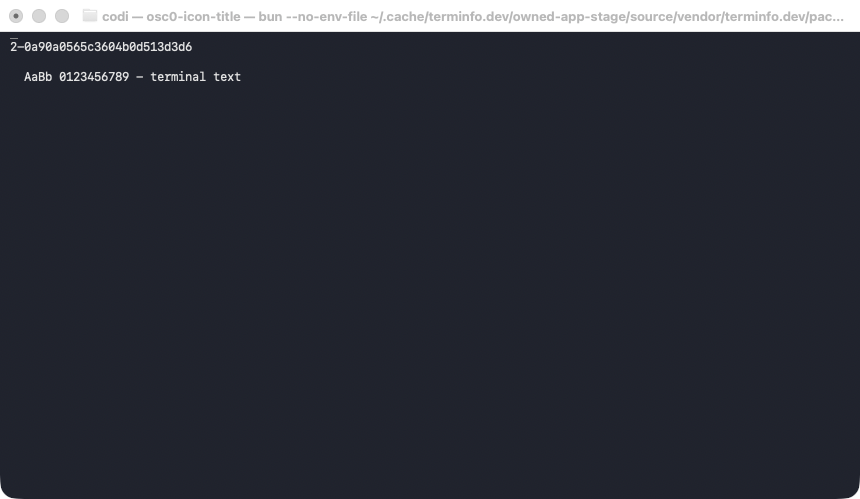 codi — osc0-icon-title — bun --no-env-file ~/.cache/terminfo.dev/owned-app-stage/source/vendor/terminfo.dev/pac...
2-0a90a0565c3604b0d513d3d6
AaBb 0123456789 — terminal text